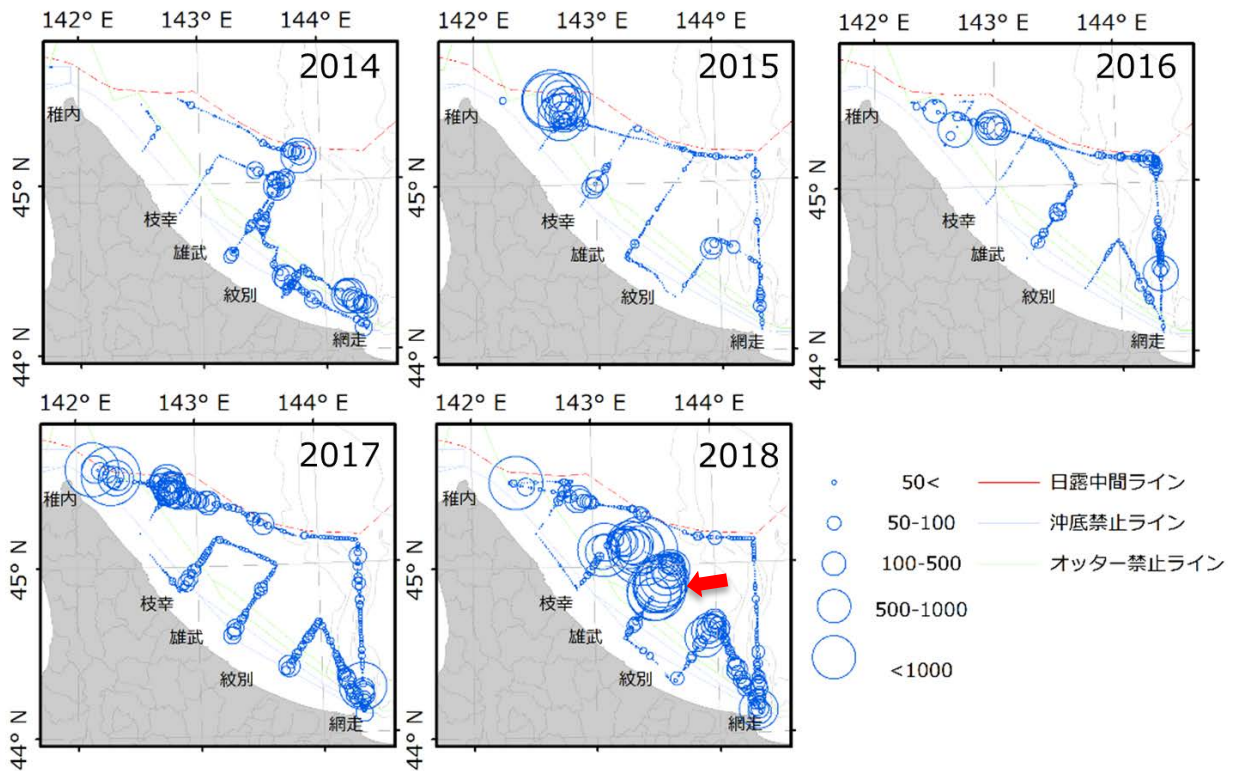 142° E 143° E 144° E
142° E 143° E 144° E
142° E 143° E 144° E
2014
2015
2016
稚内
枝幸
雄武
紋別
網走
45° N
44° N
稚内
枝幸
雄武
紋別
網走
45° N
44° N
稚内
枝幸
雄武
紋別
網走
45° N
44° N
142° E 143° E 144° E
142° E 143° E 144° E
2017
2018
稚内
枝幸
雄武
紋別
網走
45° N
44° N
稚内
枝幸
雄武
紋別
網走
45° N
44° N
50< 日露中間ライン
50-100 沖底禁止ライン
100-500 オッター禁止ライン
500-1000
<1000